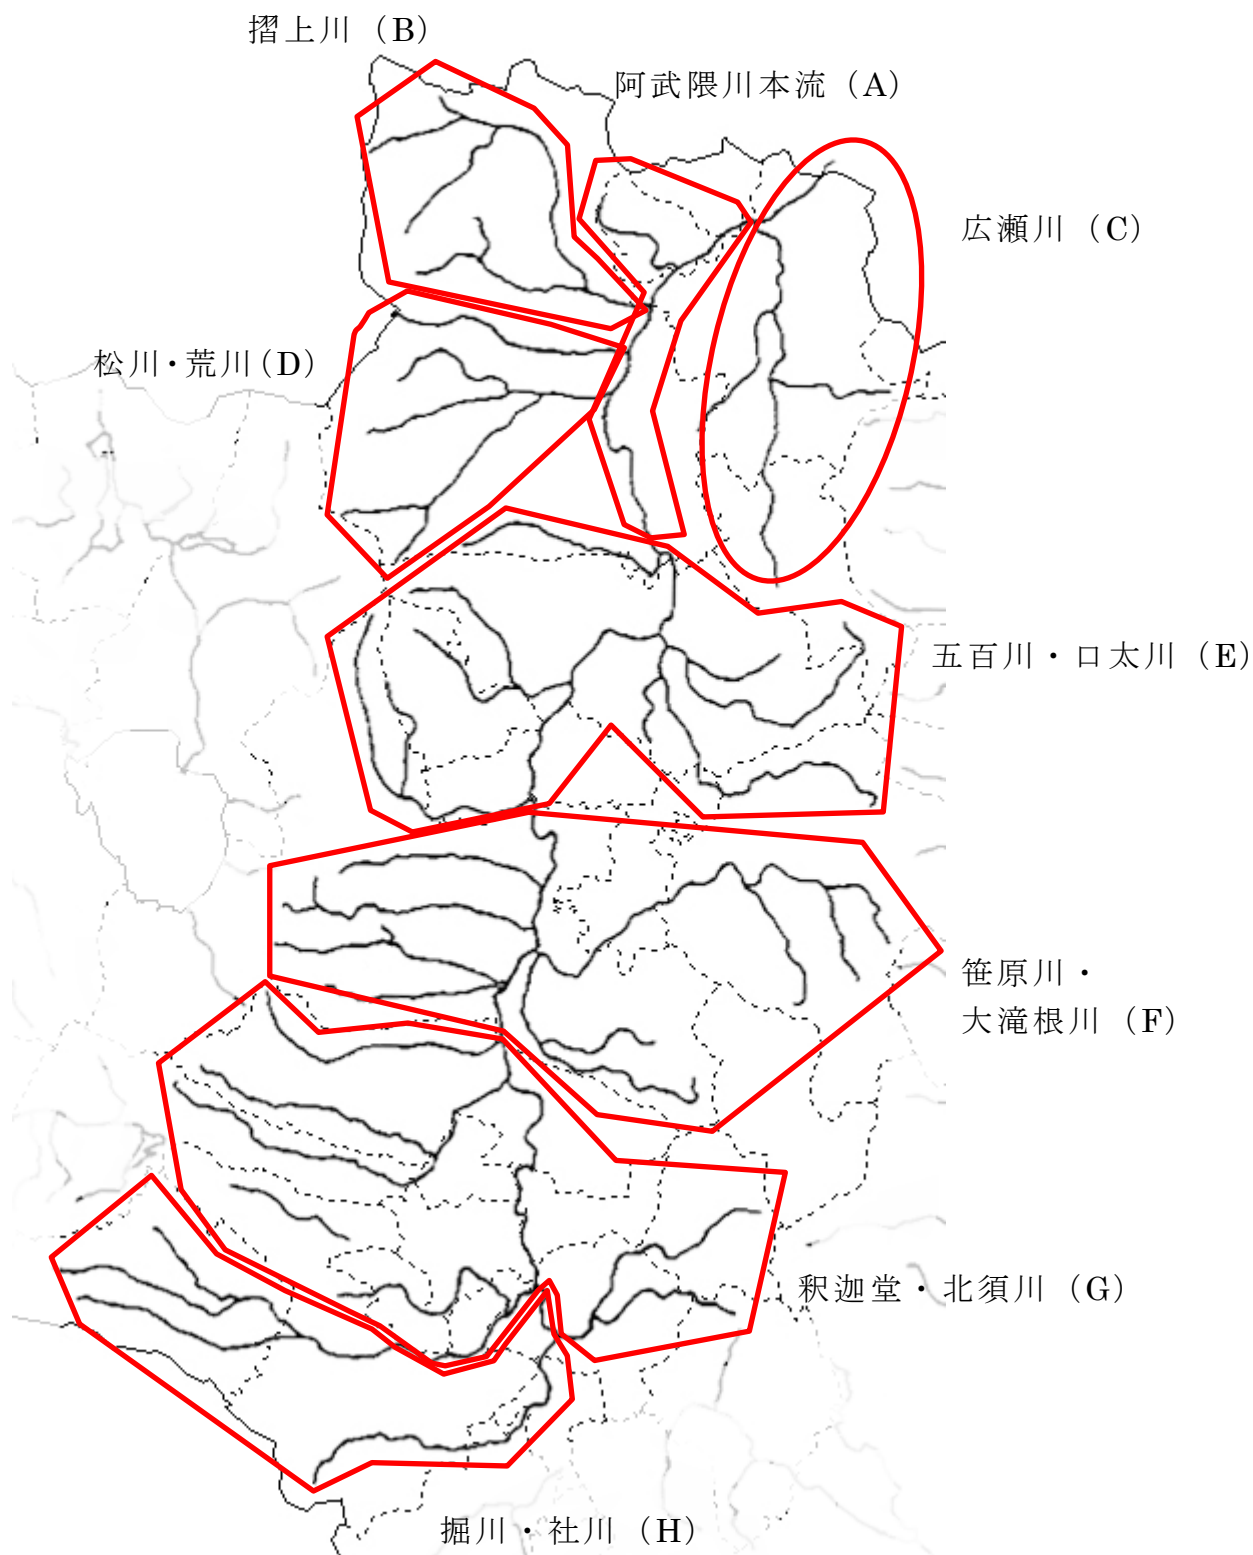 摺上川（B）
阿武隈川本流（A）
広瀬川（C）
松川・荒川（D）
五百川・口太川（E）
笹原川・
大滝根川（F）
釈迦堂・北須川（G）
掘川・社川（H）